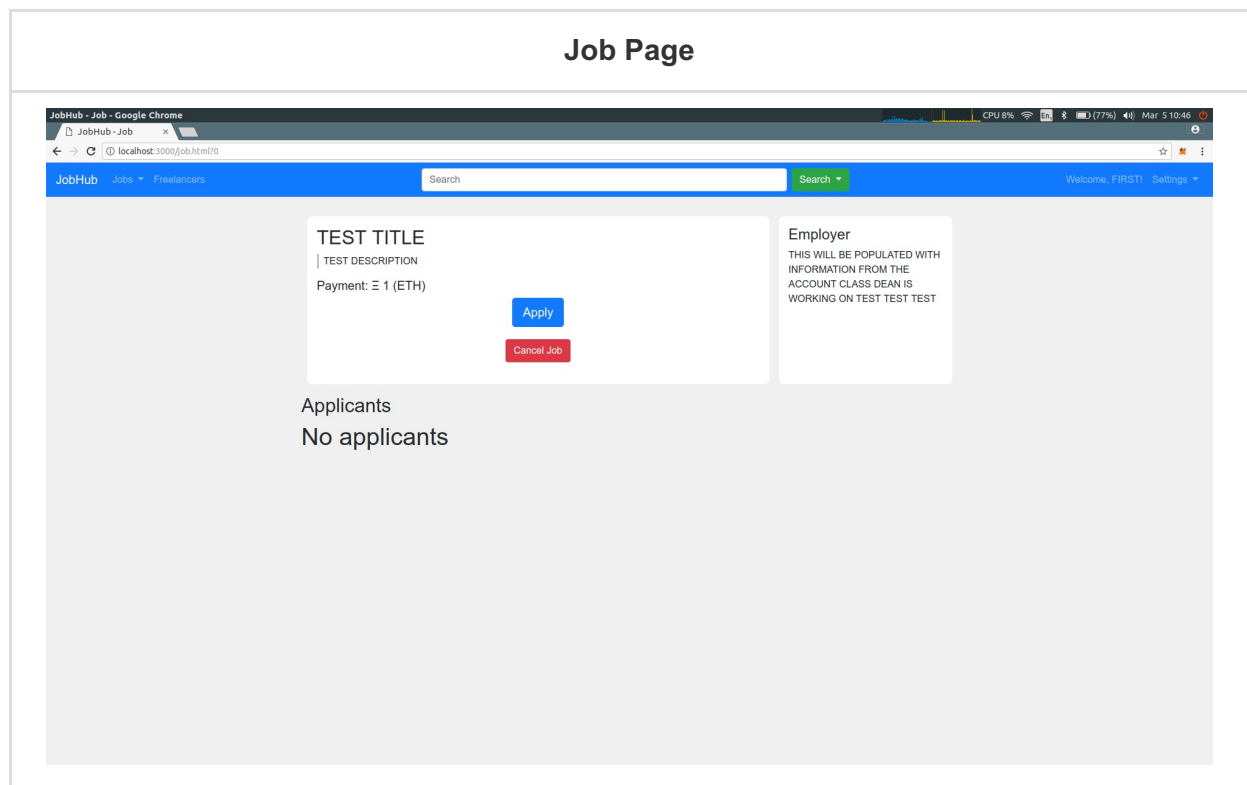 Job Page
JobHub - Job - Google Chrome
CPU 8% En (77%) Mar 5 10:46
JobHub - Job ×
localhost:3000/job.html?0
JobHub Jobs Freelancers Search Search Welcome, FIRST! Settings
TEST TITLE
TEST DESCRIPTION
Payment: Ξ 1 (ETH)
Apply
Cancel Job
Employer
THIS WILL BE POPULATED WITH
INFORMATION FROM THE
ACCOUNT CLASS DEAN IS
WORKING ON TEST TEST TEST
Applicants
No applicants